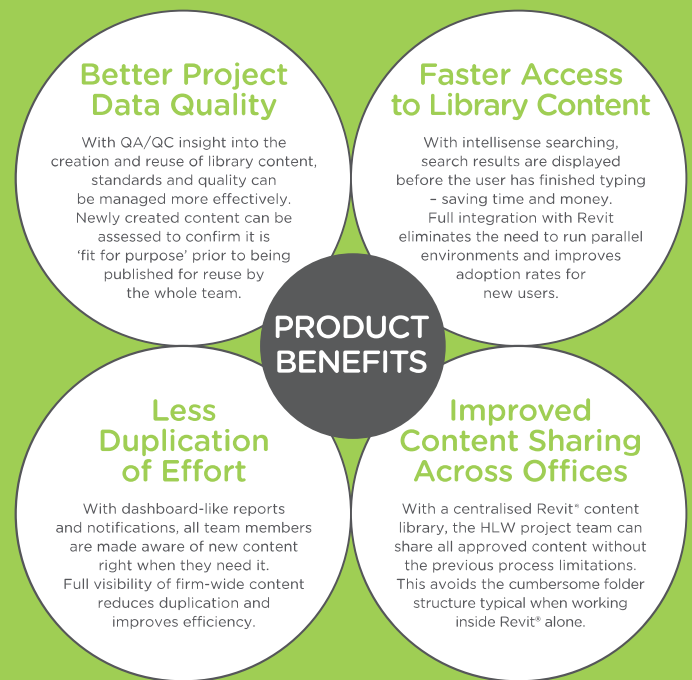 Better Project
Data Quality
With QA/QC insight into the
creation and reuse of library content,
standards and quality can
be managed more effectively.
Newly created content can be
assessed to confirm it is
‘fit for purpose’ prior to being
published for reuse by
the whole team.
Faster Access
to Library Content
With intellisense searching,
search results are displayed
before the user has finished typing
– saving time and money.
Full integration with Revit
eliminates the need to run parallel
environments and improves
adoption rates for
new users.
PRODUCT
BENEFITS
Less
Duplication
of Effort
With dashboard-like reports
and notifications, all team members
are made aware of new content
right when they need it.
Full visibility of firm-wide content
reduces duplication and
improves efficiency.
Improved
Content Sharing
Across Offices
With a centralised Revit® content
library, the HLW project team can
share all approved content without
the previous process limitations.
This avoids the cumbersome folder
structure typical when working
inside Revit® alone.